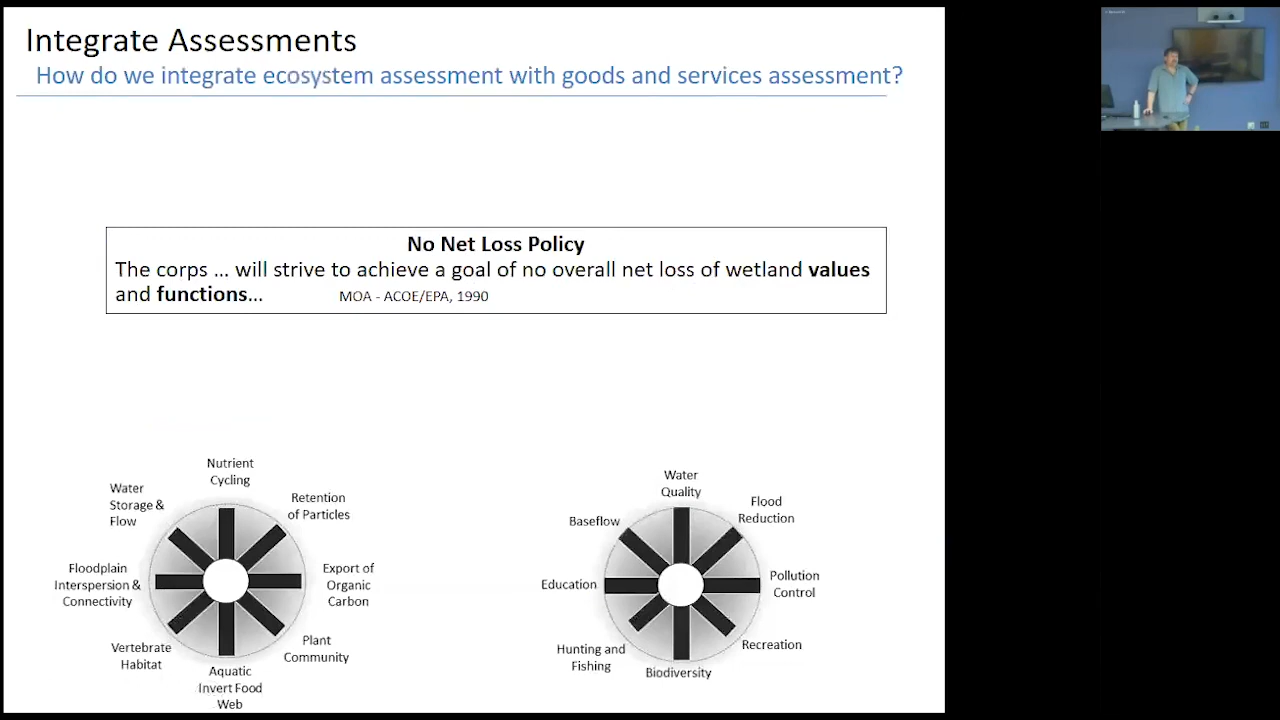 Integrate Assessments
How do we integrate ecosystem assessment with goods and services assessment?
No Net Loss Policy
The corps ... will strive to achieve a goal of no overall net loss of wetland values
and functions... MOA - ACOE/EPA, 1990
Nutrient
Cycling
Retention
of Particles
Export of
Organic
Carbon
Plant
Community
Aquatic
Invert Food
Web
Vertebrate
Habitat
Floodplain
Interspersion &
Connectivity
Water
Storage &
Flow
Water
Quality
Flood
Reduction
Pollution
Control
Recreation
Biodiversity
Hunting and
Fishing
Education
Baseflow